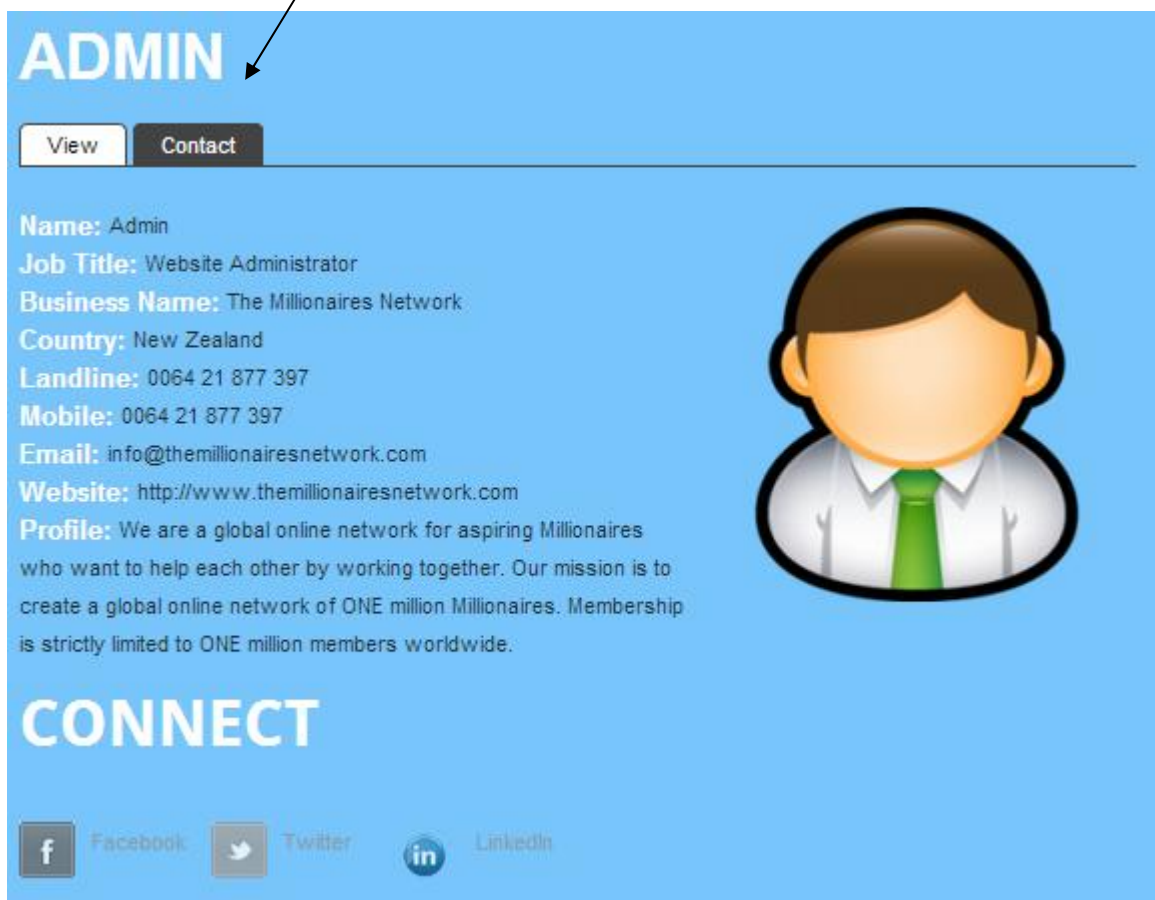 ADMIN
View Contact
Name: Admin
Job Title: Website Administrator
Business Name: The Millionaires Network
Country: New Zealand
Landline: 0064 21 877 397
Mobile: 0064 21 877 397
Email: info@themillionairesnetwork.com
Website: http://www.themillionairesnetwork.com
Profile: We are a global online network for aspiring Millionaires
who want to help each other by working together. Our mission is to
create a global online network of ONE million Millionaires. Membership
is strictly limited to ONE million members worldwide.
CONNECT
f Facebook Twitter in LinkedIn